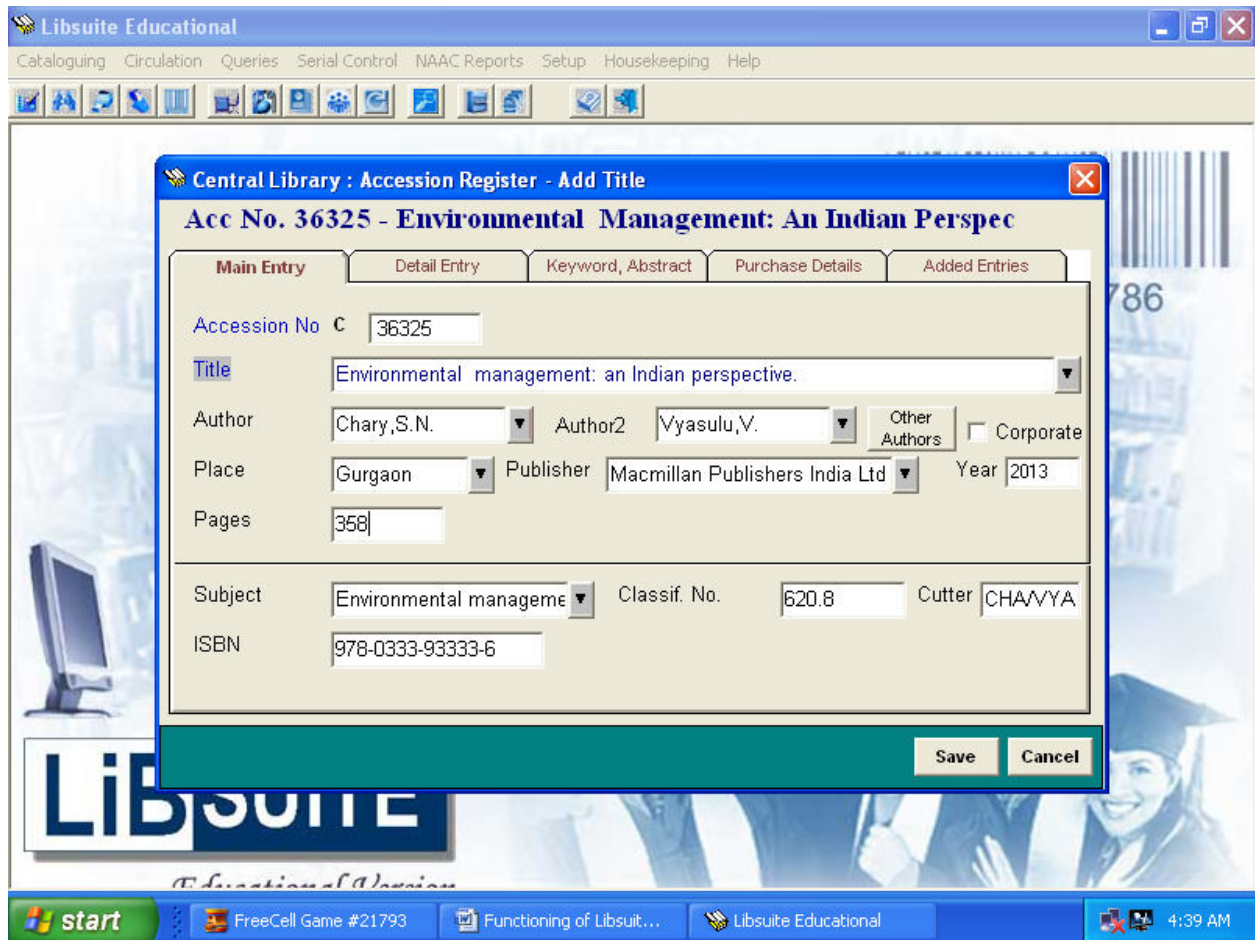 Libsuite Educational
Cataloguing Circulation Queries Serial Control NAAC Reports Setup Housekeeping Help
Central Library : Accession Register - Add Title
Acc No. 36325 - Environmental Management: An Indian Perspec
Main Entry Detail Entry Keyword, Abstract Purchase Details Added Entries
786
Accession No C 36325
Title Environmental management: an Indian perspective.
Author Chary,S.N. Author2 Vyasulu,V. Other Authors Corporate
Place Gurgaon Publisher Macmillan Publishers India Ltd Year 2013
Pages 358
Subject Environmental manageme Classif. No. 620.8 Cutter CHA/VYA
ISBN 978-0333-93333-6
Save Cancel
LiBSUITE
Educational Version
start FreeCell Game #21793 Functioning of Libsuit... Libsuite Educational 4:39 AM